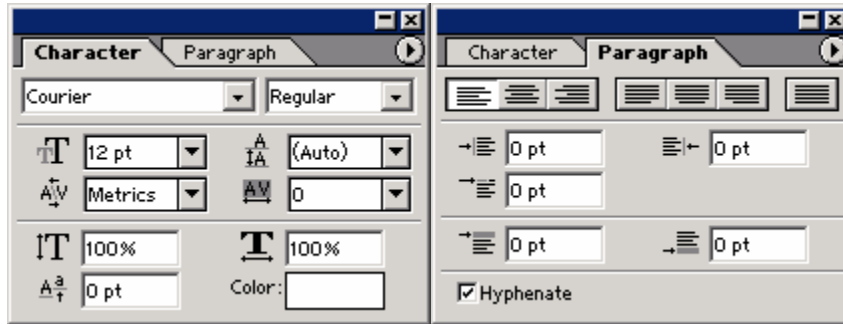 Character Paragraph
Courier Regular
12 pt (Auto)
Metrics 0
100% 100%
0 pt Color:
Character Paragraph
0 pt 0 pt
0 pt
0 pt 0 pt
Hyphenate